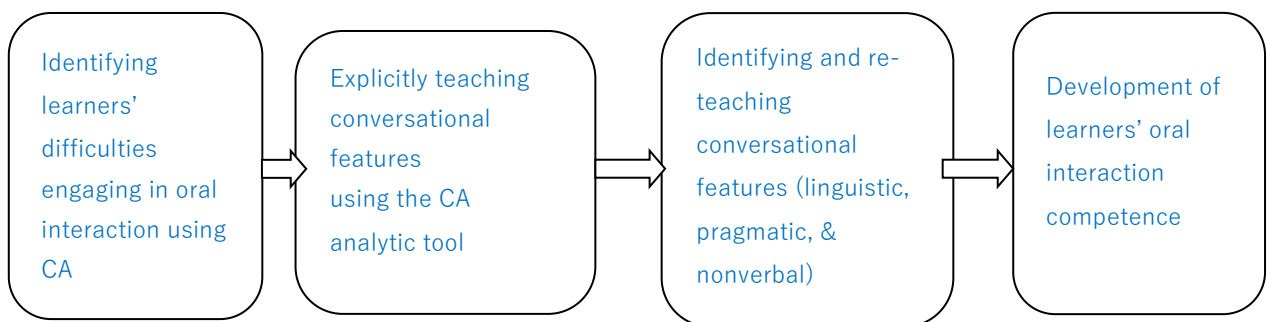 Identifying
learners’
difficulties
engaging in oral
interaction using
CA
Explicitly teaching
conversational
features
using the CA
analytic tool
Identifying and re-
teaching
conversational
features (linguistic,
pragmatic, &
nonverbal)
Development of
learners’ oral
interaction
competence